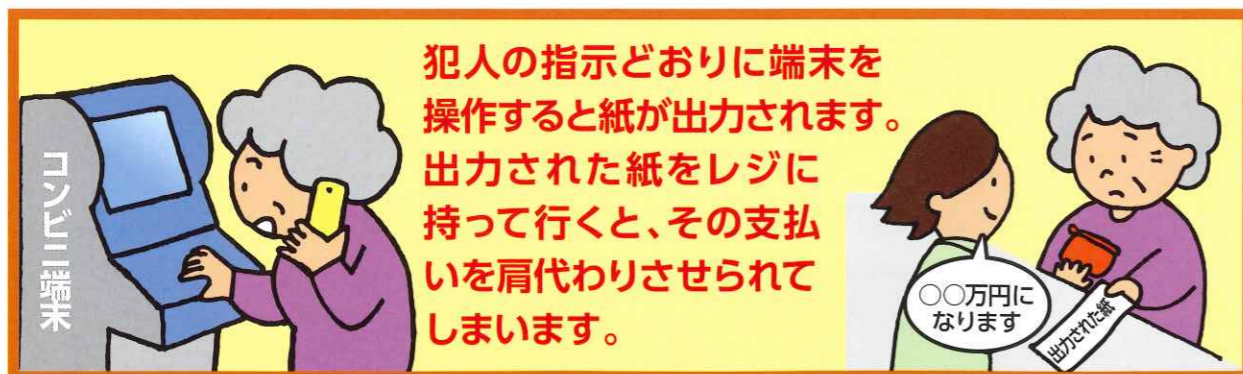 コンビニ端末
犯人の指示どおりに端末を
操作すると紙が出力されます。
出力された紙をレジに
持って行くと、その支払
いを肩代わりさせられて
しまいます。
○○万円に
なります
出力された紙